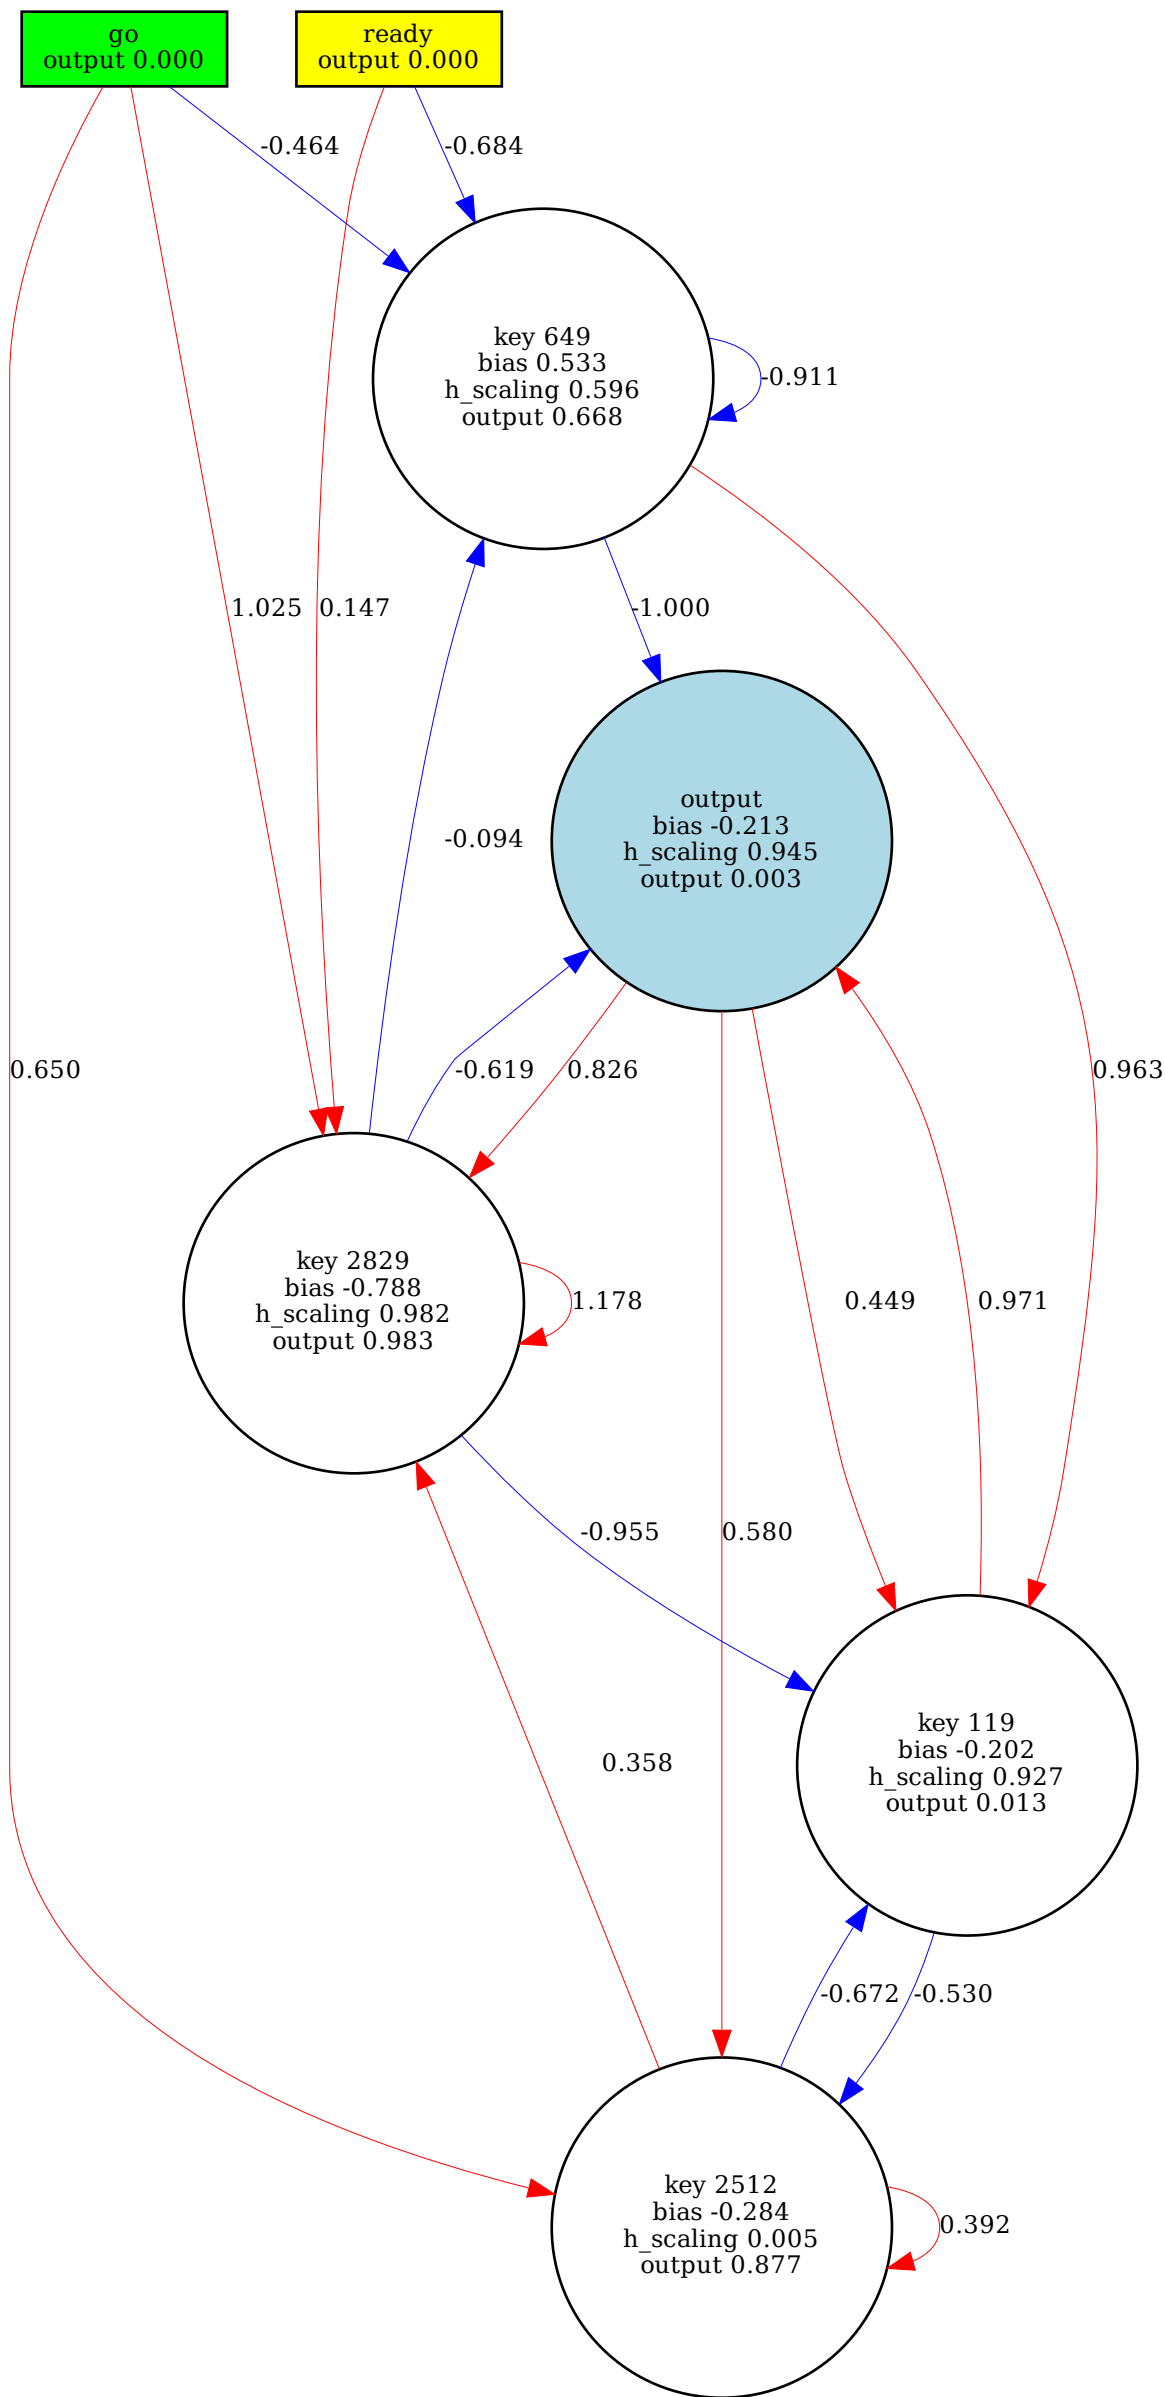 go
output 0.000
ready
output 0.000
-0.464
-0.684
key 649
bias 0.533
h_scaling 0.596
output 0.668
-0.911
1.025
0.147
-1.000
-0.094
output
bias -0.213
h_scaling 0.945
output 0.003
0.650
-0.619
0.826
0.963
key 2829
bias -0.788
h_scaling 0.982
output 0.983
1.178
0.449
0.971
-0.955
0.580
0.358
key 119
bias -0.202
h_scaling 0.927
output 0.013
-0.672
-0.530
key 2512
bias -0.284
h_scaling 0.005
output 0.877
0.392